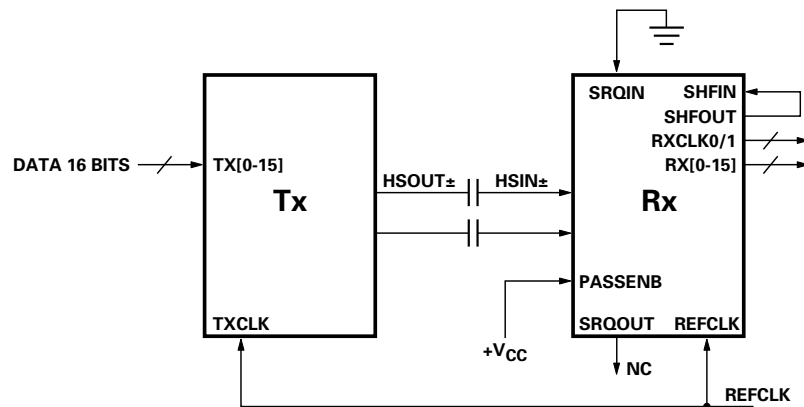 SRQIN
SHFIN
SHFOUT
RXCLK0/1
DATA 16 BITS
TX[0-15]
RX[0-15]
HSOUT±
HSIN±
Tx
Rx
PASSENB
TXCLK
SRQOUT
REFCLK
+VCC
NC
REFCLK